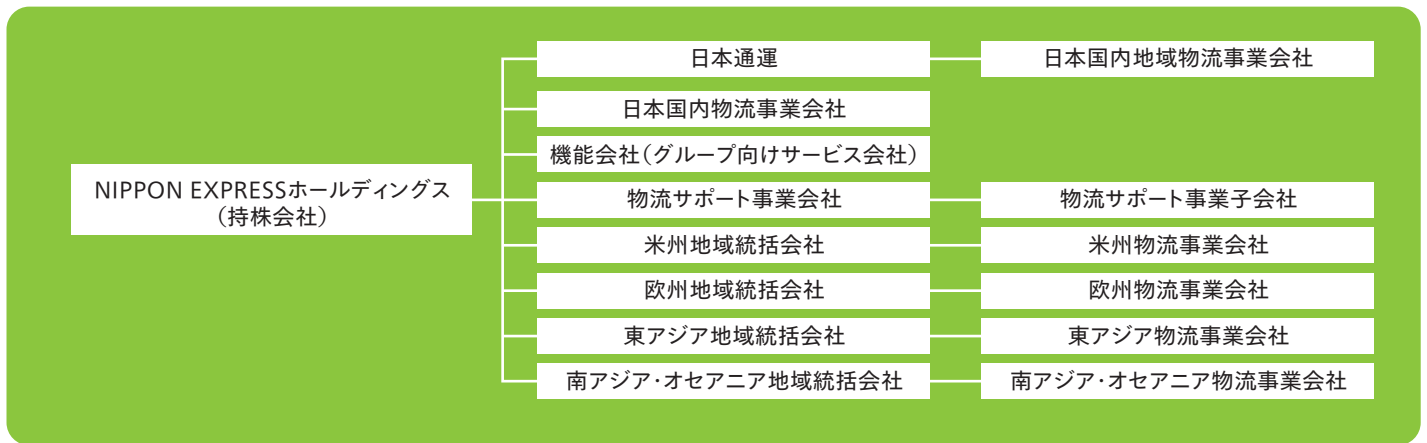 NIPPON EXPRESSホールディングス
（持株会社）
日本通運
日本国内地域物流事業会社
日本国内物流事業会社
機能会社（グループ向けサービス会社）
物流サポート事業会社
物流サポート事業子会社
米州地域統括会社
米州物流事業会社
欧州地域統括会社
欧州物流事業会社
東アジア地域統括会社
東アジア物流事業会社
南アジア・オセアニア地域統括会社
南アジア・オセアニア物流事業会社